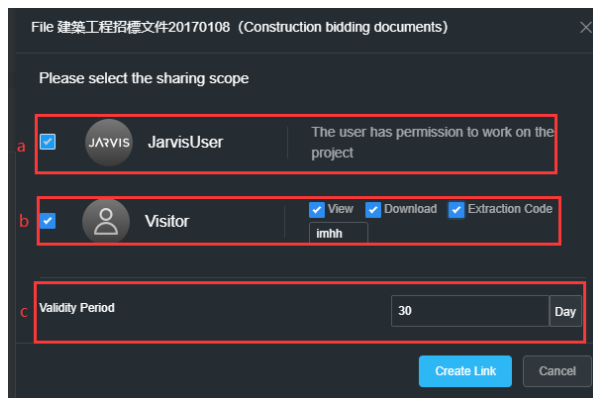 File 建築工程招標文件20170108（Construction bidding documents）
Please select the sharing scope
a
JARVIS
JarvisUser
The user has permission to work on the
project
b
Visitor
View Download Extraction Code
imhh
c
Validity Period
30
Day
Create Link
Cancel